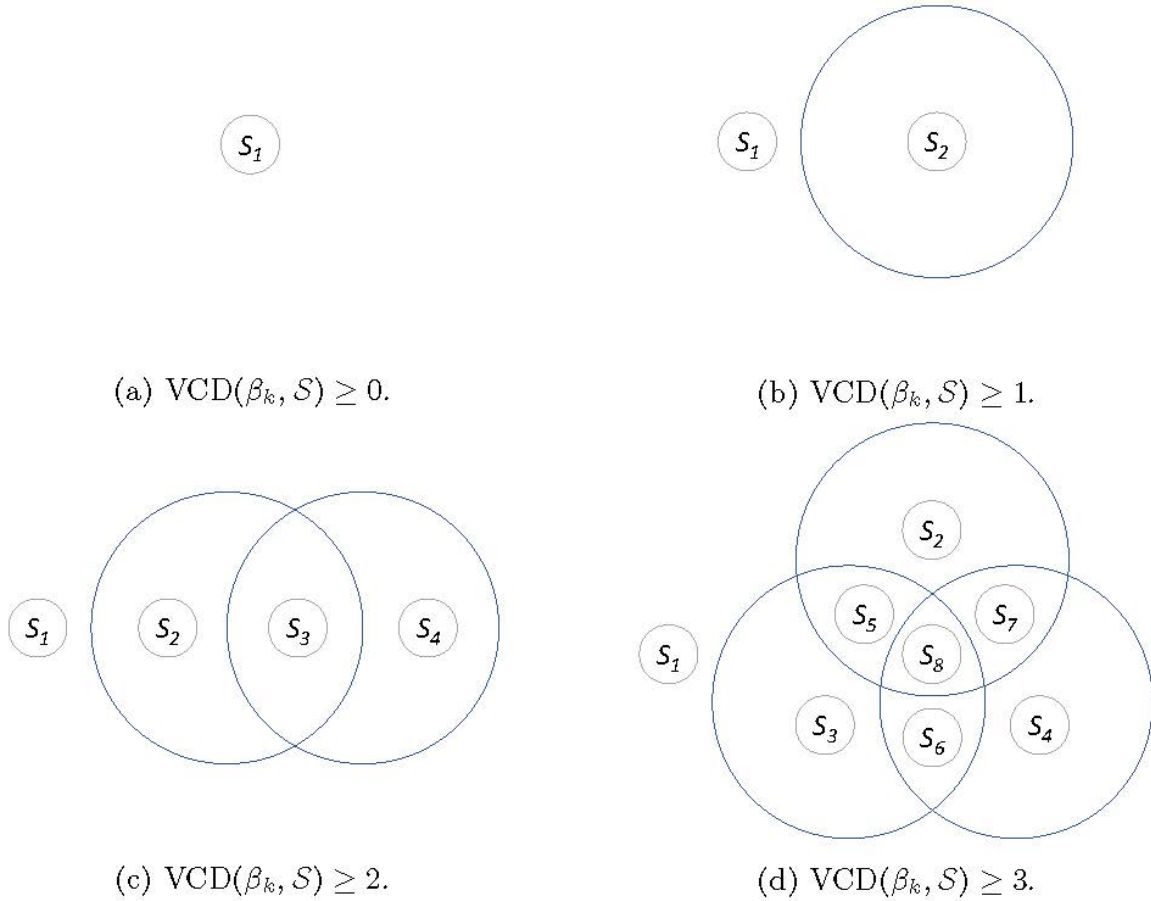 S₁
S₁ S₂
(a) VCD(βₖ, 𝒮) ≥ 0.
(b) VCD(βₖ, 𝒮) ≥ 1.
S₁ S₂ S₃ S₄
S₂
S₅ S₇
S₁ S₈
S₃ S₆ S₄
(c) VCD(βₖ, 𝒮) ≥ 2.
(d) VCD(βₖ, 𝒮) ≥ 3.